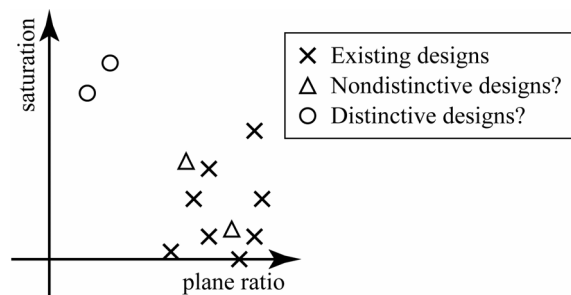 saturation
Existing designs
Nondistinctive designs?
Distinctive designs?
plane ratio